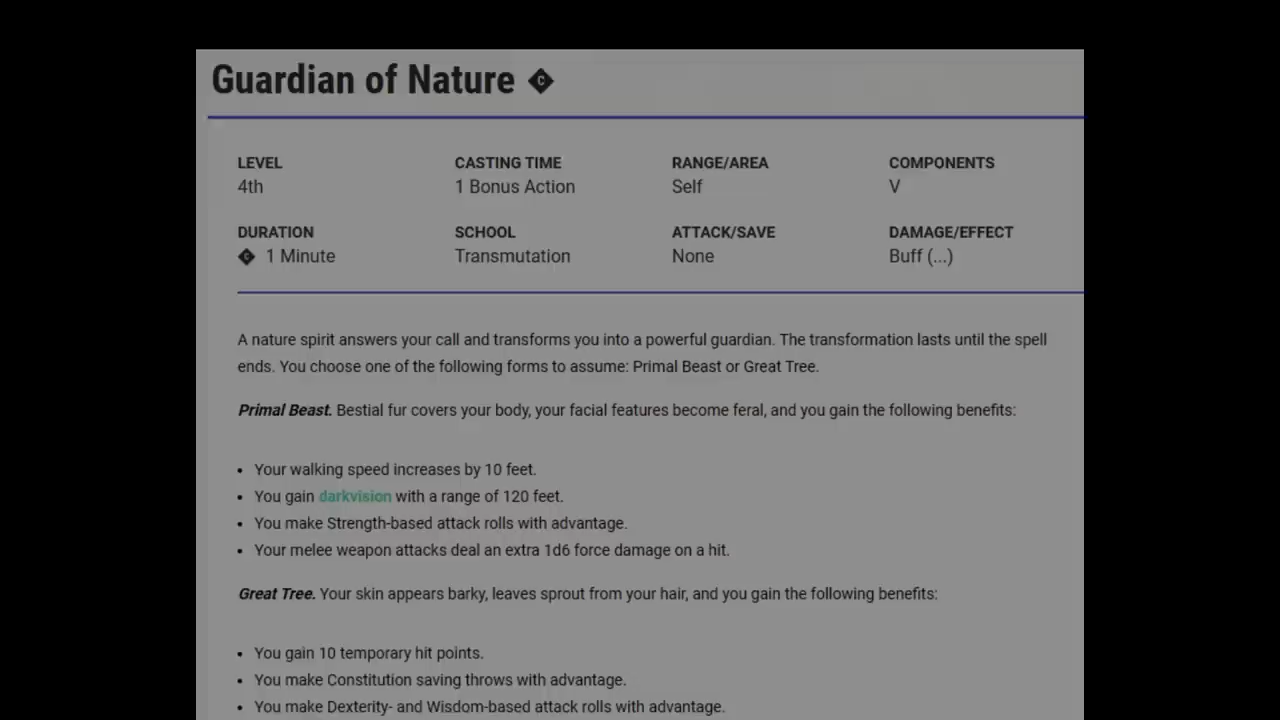 Guardian of Nature C
LEVEL CASTING TIME RANGE/AREA COMPONENTS
4th 1 Bonus Action Self V
DURATION SCHOOL ATTACK/SAVE DAMAGE/EFFECT
C 1 Minute Transmutation None Buff (...)
A nature spirit answers your call and transforms you into a powerful guardian. The transformation lasts until the spell
ends. You choose one of the following forms to assume: Primal Beast or Great Tree.
Primal Beast. Bestial fur covers your body, your facial features become feral, and you gain the following benefits:
• Your walking speed increases by 10 feet.
• You gain darkvision with a range of 120 feet.
• You make Strength-based attack rolls with advantage.
• Your melee weapon attacks deal an extra 1d6 force damage on a hit.
Great Tree. Your skin appears barky, leaves sprout from your hair, and you gain the following benefits:
• You gain 10 temporary hit points.
• You make Constitution saving throws with advantage.
• You make Dexterity- and Wisdom-based attack rolls with advantage.